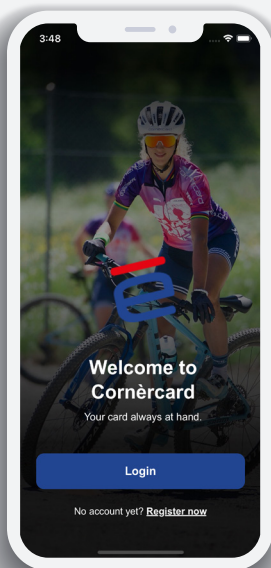 3:48
Welcome to
Cornèrcard
Your card always at hand.
Login
No account yet? Register now